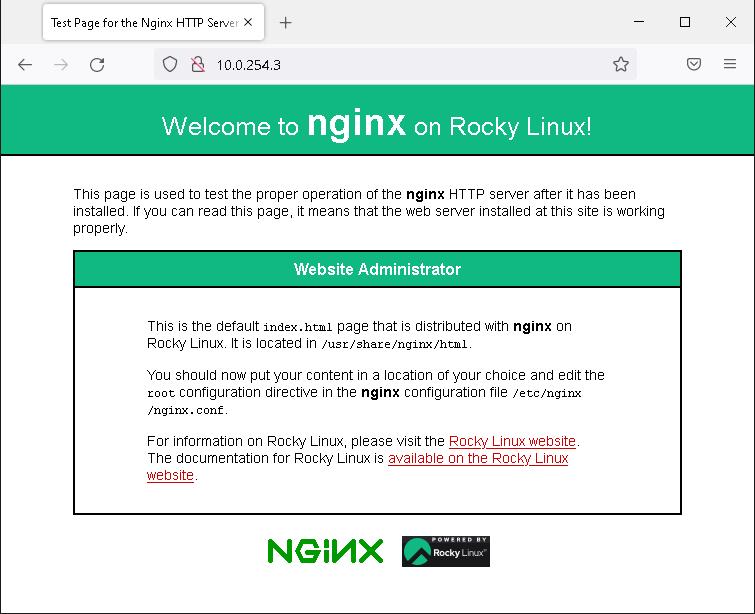 Test Page for the Nginx HTTP Server
10.0.254.3
Welcome to nginx on Rocky Linux!
This page is used to test the proper operation of the nginx HTTP server after it has been
installed. If you can read this page, it means that the web server installed at this site is working
properly.
Website Administrator
This is the default index.html page that is distributed with nginx on
Rocky Linux. It is located in /usr/share/nginx/html.
You should now put your content in a location of your choice and edit the
root configuration directive in the nginx configuration file /etc/nginx
/nginx.conf.
For information on Rocky Linux, please visit the Rocky Linux website.
The documentation for Rocky Linux is available on the Rocky Linux
website.
NGINX
POWERED BY
Rocky Linux™